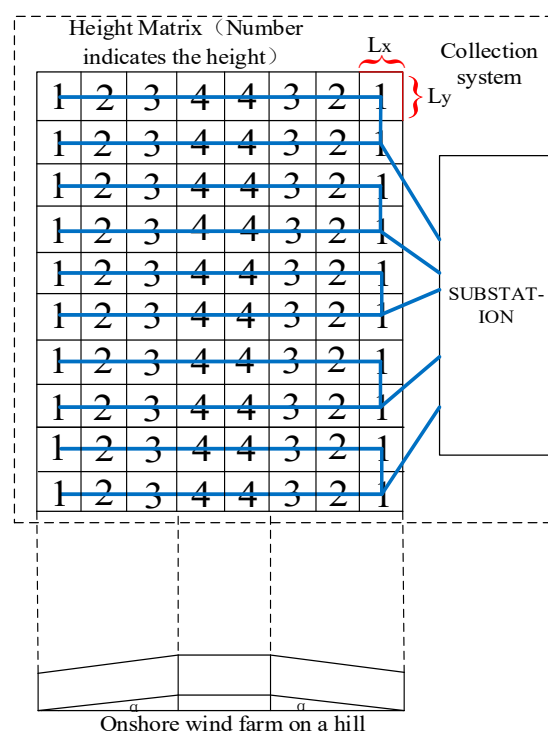 Height Matrix（Number
indicates the height）
Lx
Collection
system
Ly
1 2 3 4 4 3 2 1
1 2 3 4 4 3 2 1
1 2 3 4 4 3 2 1
1 2 3 4 4 3 2 1
1 2 3 4 4 3 2 1
1 2 3 4 4 3 2 1
1 2 3 4 4 3 2 1
1 2 3 4 4 3 2 1
1 2 3 4 4 3 2 1
1 2 3 4 4 3 2 1
SUBSTAT-
ION
α α
Onshore wind farm on a hill